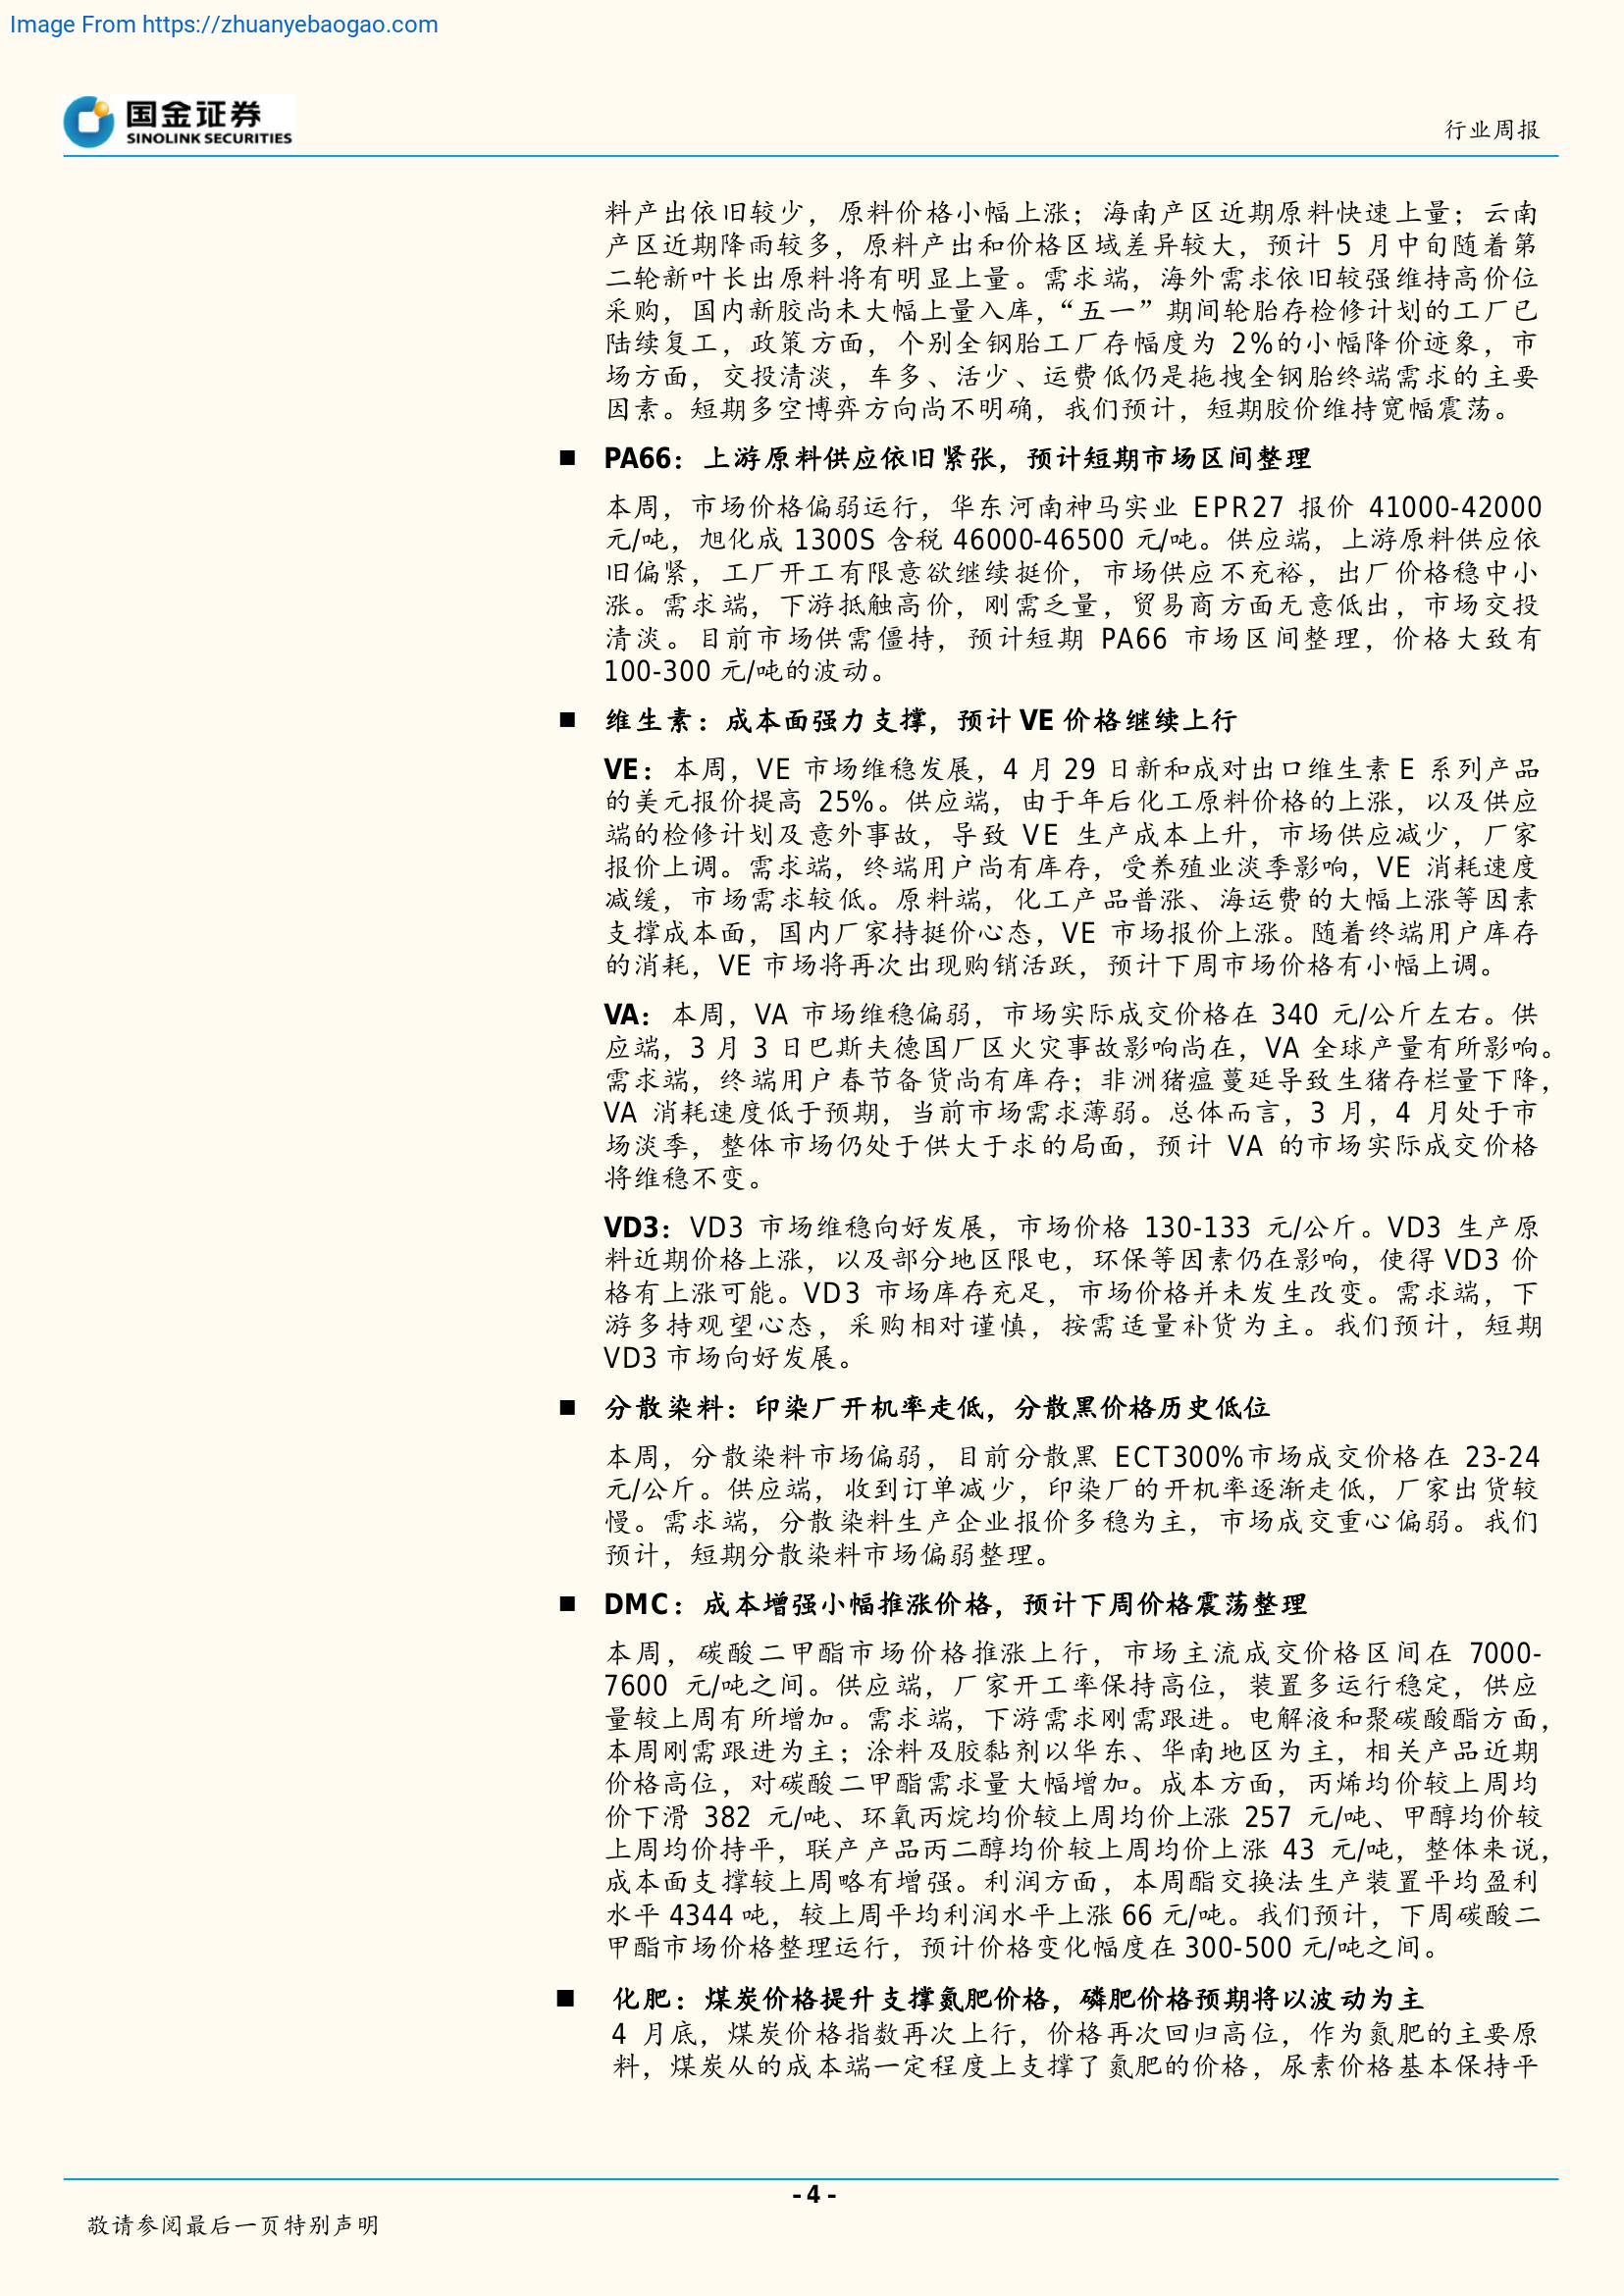 Image From https://zhuanyebaogao.com
国金证券
SINOLINK SECURITIES
行业周报
料产出依旧较少，原料价格小幅上涨；海南产区近期原料快速上量；云南
产区近期降雨较多，原料产出和价格区域差异较大，预计 5 月中旬随着第
二轮新叶长出原料将有明显上量。需求端，海外需求依旧较强维持高价位
采购，国内新胶尚未大幅上量入库，“五一”期间轮胎存检修计划的工厂已
陆续复工，政策方面，个别全钢胎工厂存幅度为 2%的小幅降价迹象，市
场方面，交投清淡，车多、活少、运费低仍是拖拽全钢胎终端需求的主要
因素。短期多空博弈方向尚不明确，我们预计，短期胶价维持宽幅震荡。
■ PA66：上游原料供应依旧紧张，预计短期市场区间整理
本周，市场价格偏弱运行，华东河南神马实业 EPR27 报价 41000-42000
元/吨，旭化成 1300S 含税 46000-46500 元/吨。供应端，上游原料供应依
旧偏紧，工厂开工有限意欲继续挺价，市场供应不充裕，出厂价格稳中小
涨。需求端，下游抵触高价，刚需乏量，贸易商方面无意低出，市场交投
清淡。目前市场供需僵持，预计短期 PA66 市场区间整理，价格大致有
100-300 元/吨的波动。
■ 维生素：成本面强力支撑，预计 VE 价格继续上行
VE：本周，VE 市场维稳发展，4 月 29 日新和成对出口维生素 E 系列产品
的美元报价提高 25%。供应端，由于年后化工原料价格的上涨，以及供应
端的检修计划及意外事故，导致 VE 生产成本上升，市场供应减少，厂家
报价上调。需求端，终端用户尚有库存，受养殖业淡季影响，VE 消耗速度
减缓，市场需求较低。原料端，化工产品普涨、海运费的大幅上涨等因素
支撑成本面，国内厂家持挺价心态，VE 市场报价上涨。随着终端用户库存
的消耗，VE 市场将再次出现购销活跃，预计下周市场价格有小幅上调。
VA：本周，VA 市场维稳偏弱，市场实际成交价格在 340 元/公斤左右。供
应端，3 月 3 日巴斯夫德国厂区火灾事故影响尚在，VA 全球产量有所影响。
需求端，终端用户春节备货尚有库存；非洲猪瘟蔓延导致生猪存栏量下降，
VA 消耗速度低于预期，当前市场需求薄弱。总体而言，3 月，4 月处于市
场淡季，整体市场仍处于供大于求的局面，预计 VA 的市场实际成交价格
将维稳不变。
VD3：VD3 市场维稳向好发展，市场价格 130-133 元/公斤。VD3 生产原
料近期价格上涨，以及部分地区限电，环保等因素仍在影响，使得 VD3 价
格有上涨可能。VD3 市场库存充足，市场价格并未发生改变。需求端，下
游多持观望心态，采购相对谨慎，按需适量补货为主。我们预计，短期
VD3 市场向好发展。
■ 分散染料：印染厂开机率走低，分散黑价格历史低位
本周，分散染料市场偏弱，目前分散黑 ECT300%市场成交价格在 23-24
元/公斤。供应端，收到订单减少，印染厂的开机率逐渐走低，厂家出货较
慢。需求端，分散染料生产企业报价多稳为主，市场成交重心偏弱。我们
预计，短期分散染料市场偏弱整理。
■ DMC：成本增强小幅推涨价格，预计下周价格震荡整理
本周，碳酸二甲酯市场价格推涨上行，市场主流成交价格区间在 7000-
7600 元/吨之间。供应端，厂家开工率保持高位，装置多运行稳定，供应
量较上周有所增加。需求端，下游需求刚需跟进。电解液和聚碳酸酯方面，
本周刚需跟进为主；涂料及胶黏剂以华东、华南地区为主，相关产品近期
价格高位，对碳酸二甲酯需求量大幅增加。成本方面，丙烯均价较上周均
价下滑 382 元/吨、环氧丙烷均价较上周均价上涨 257 元/吨、甲醇均价较
上周均价持平，联产产品丙二醇均价较上周均价上涨 43 元/吨，整体来说，
成本面支撑较上周略有增强。利润方面，本周酯交换法生产装置平均盈利
水平 4344 吨，较上周平均利润水平上涨 66 元/吨。我们预计，下周碳酸二
甲酯市场价格整理运行，预计价格变化幅度在 300-500 元/吨之间。
■ 化肥：煤炭价格提升支撑氮肥价格，磷肥价格预期将以波动为主
4 月底，煤炭价格指数再次上行，价格再次回归高位，作为氮肥的主要原
料，煤炭从的成本端一定程度上支撑了氮肥的价格，尿素价格基本保持平
- 4 -
敬请参阅最后一页特别声明